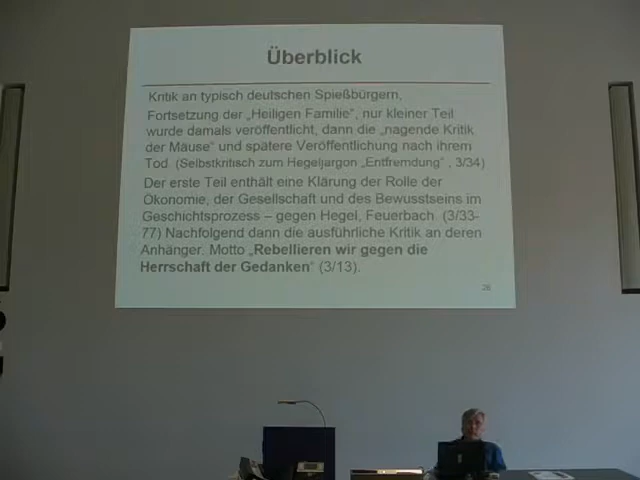 Überblick
Kritik an typisch deutschen Spießbürgern,
Fortsetzung der „Heiligen Familie“, nur kleiner Teil
wurde damals veröffentlicht, dann die „nagende Kritik
der Mäuse“ und spätere Veröffentlichung nach ihrem
Tod (Selbstkritisch zum Hegeljargon „Entfremdung“ , 3/34)
Der erste Teil enthält eine Klärung der Rolle der
Ökonomie, der Gesellschaft und des Bewusstseins im
Geschichtsprozess – gegen Hegel, Feuerbach (3/33-
77) Nachfolgend dann die ausführliche Kritik an deren
Anhänger. Motto „Rebellieren wir gegen die
Herrschaft der Gedanken“ (3/13).
26